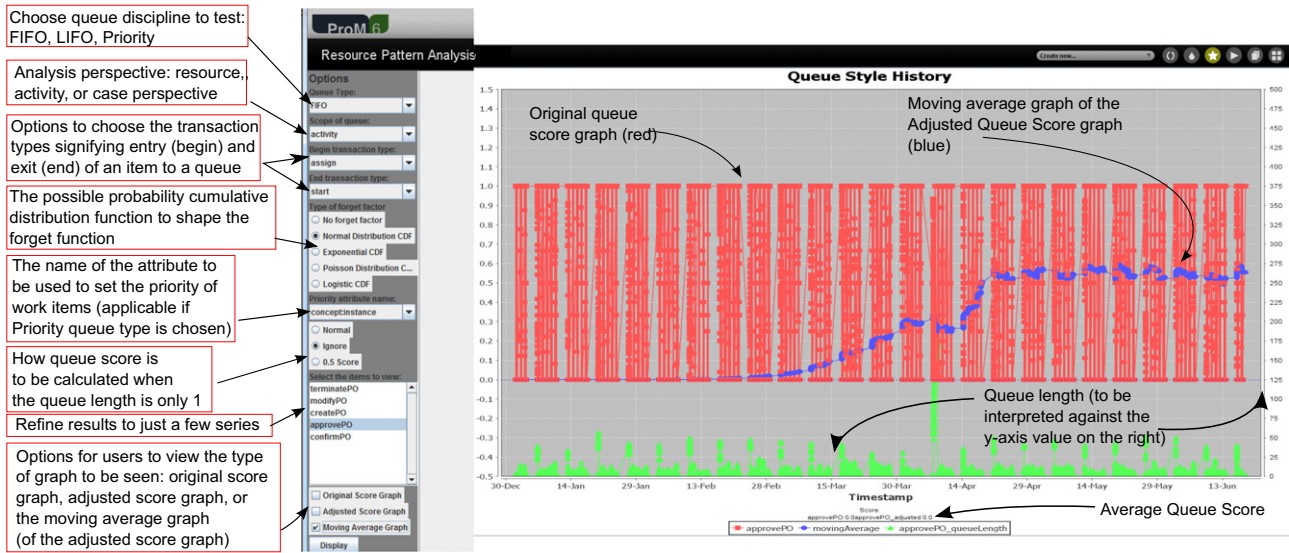 Choose queue discipline to test:
FIFO, LIFO, Priority
Analysis perspective: resource,
activity, or case perspective
Options to choose the transaction
types signifying entry (begin) and
exit (end) of an item to a queue
The possible probability cumulative
distribution function to shape the
forget function
The name of the attribute to
be used to set the priority of
work items (applicable if
Priority queue type is chosen)
How queue score is
to be calculated when
the queue length is only 1
Refine results to just a few series
Options for users to view the type
of graph to be seen: original score
graph, adjusted score graph, or
the moving average graph
(of the adjusted score graph)
ProM 6
Resource Pattern Analysis
Options
Queue Type:
FIFO
Scope of queue:
activity
Begin transaction type:
assign
End transaction type:
start
Type of forget factor
No forget factor
Normal Distribution CDF
Exponential CDF
Poisson Distribution C...
Logistic CDF
Priority attribute name:
concept:instance
Normal
Ignore
0.5 Score
Select the items to view:
terminatePO
modifyPO
createPO
approvePO
confirmPO
Original Score Graph
Adjusted Score Graph
Moving Average Graph
Display
Create new...
Queue Style History
1.5
1.4
1.3
1.2
1.1
1.0
0.9
0.8
0.7
0.6
0.5
0.4
0.3
0.2
0.1
0.0
-0.1
-0.2
-0.3
-0.4
-0.5
Original queue
score graph (red)
Moving average graph of the
Adjusted Queue Score graph
(blue)
Queue length (to be
interpreted against the
y-axis value on the right)
500
475
450
425
400
375
350
325
300
275
250
225
200
175
150
125
100
75
50
25
0
30-Dec 14-Jan 29-Jan 13-Feb 28-Feb 15-Mar 30-Mar 14-Apr 29-Apr 14-May 29-May 13-Jun
Timestamp
Score:
approvePO:0.0approvePO_adjusted:0.0
Average Queue Score
approvePO movingAverage approvePO_queueLength